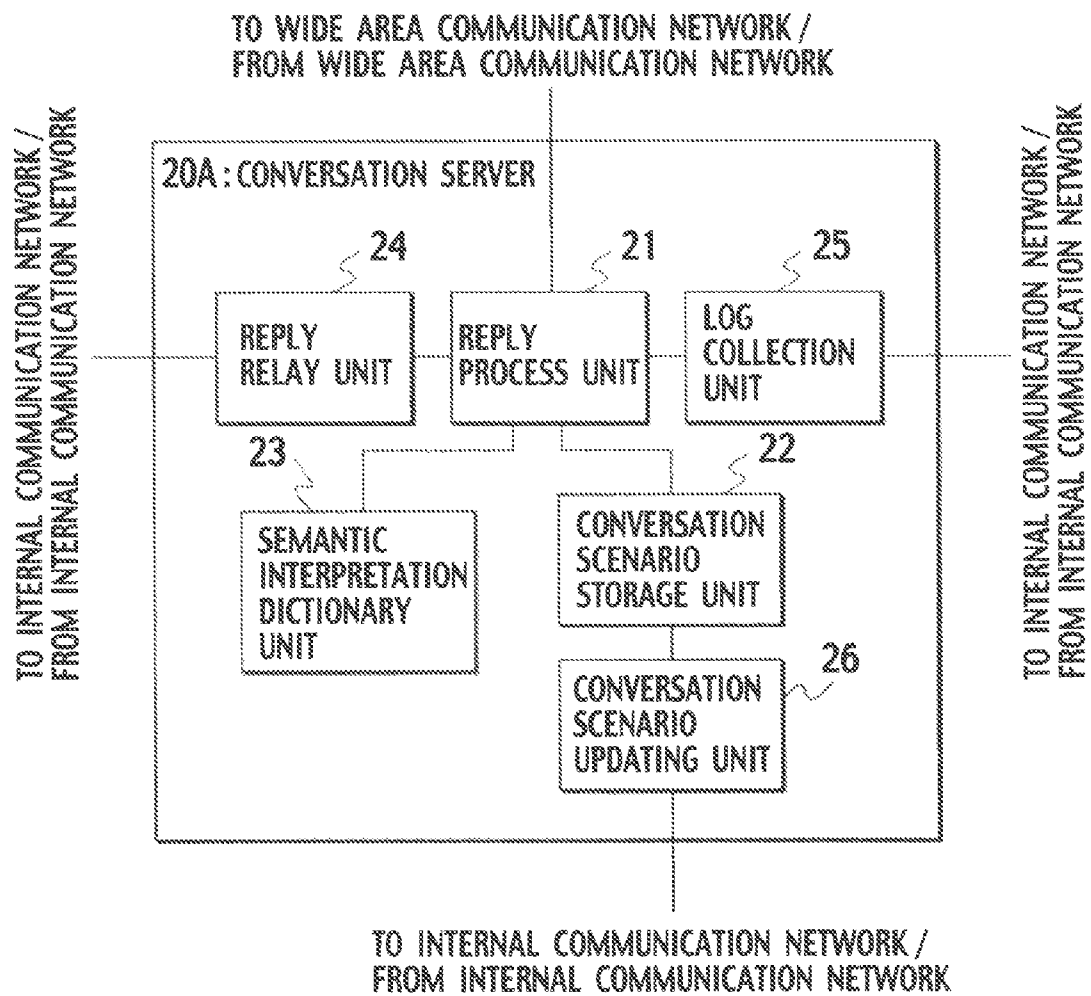 TO WIDE AREA COMMUNICATION NETWORK /
FROM WIDE AREA COMMUNICATION NETWORK
TO INTERNAL COMMUNICATION NETWORK /
FROM INTERNAL COMMUNICATION NETWORK
20A : CONVERSATION SERVER
24
REPLY
RELAY UNIT
21
REPLY
PROCESS UNIT
25
LOG
COLLECTION
UNIT
23
SEMANTIC
INTERPRETATION
DICTIONARY
UNIT
22
CONVERSATION
SCENARIO
STORAGE UNIT
26
CONVERSATION
SCENARIO
UPDATING UNIT
TO INTERNAL COMMUNICATION NETWORK /
FROM INTERNAL COMMUNICATION NETWORK
TO INTERNAL COMMUNICATION NETWORK /
FROM INTERNAL COMMUNICATION NETWORK